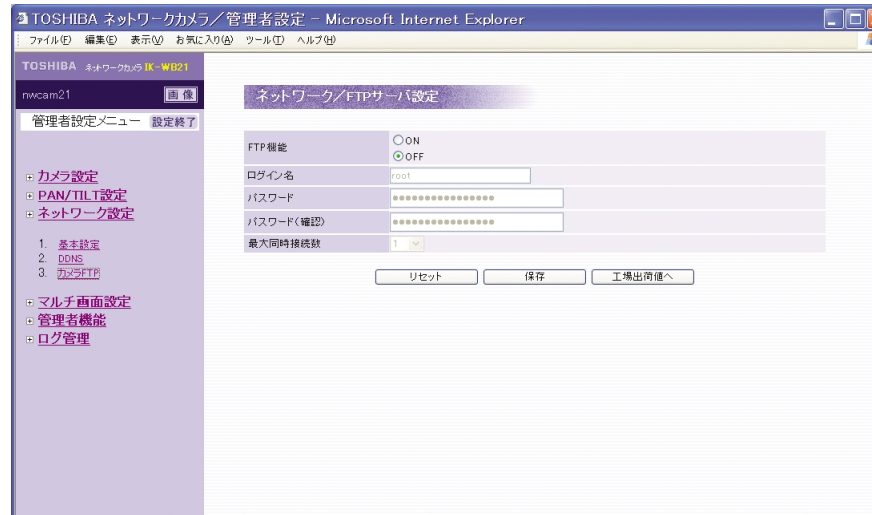 TOSHIBA ネットワークカメラ／管理者設定 - Microsoft Internet Explorer
ファイル(F) 編集(E) 表示(V) お気に入り(A) ツール(T) ヘルプ(H)
TOSHIBA ネットワークカメラ IK-WB21
nwcam21 画像
管理者設定メニュー 設定終了
カメラ設定
PAN/TILT設定
ネットワーク設定
1. 基本設定
2. DDNS
3. カメラFTP
マルチ画面設定
管理者機能
ログ管理
ネットワーク／FTPサーバ設定
FTP機能
ON
OFF
ログイン名 root
パスワード ●●●●●●●●●●●●●●●●
パスワード(確認) ●●●●●●●●●●●●●●●●
最大同時接続数 1
リセット 保存 工場出荷値へ